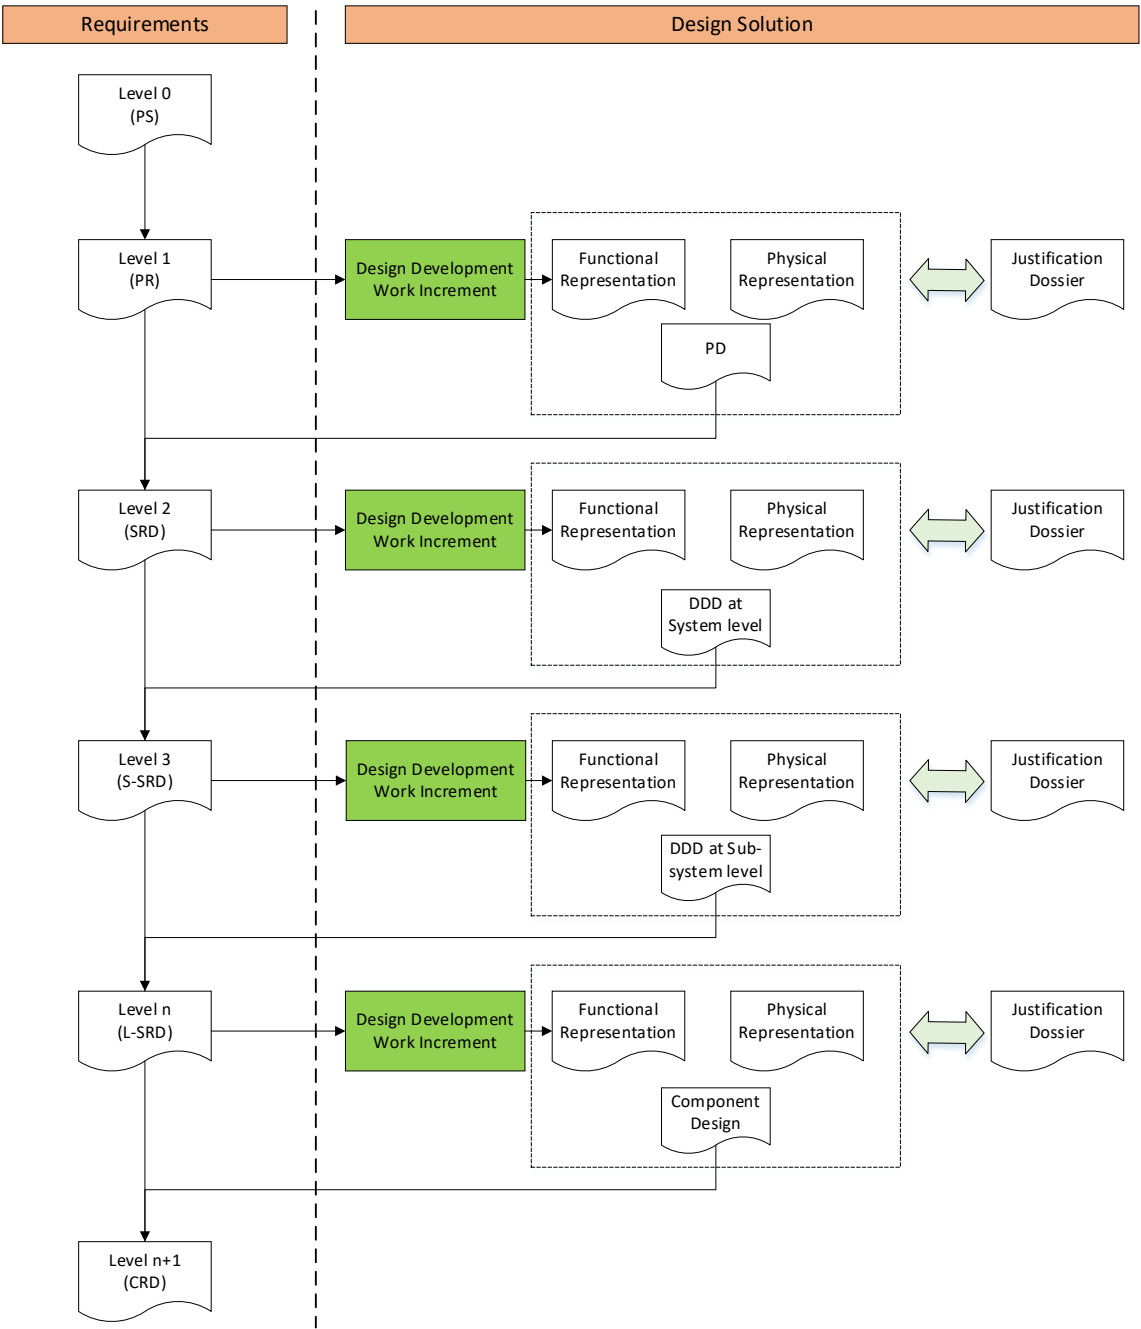 Requirements
Design Solution
Level 0
(PS)
Level 1
(PR)
Design Development
Work Increment
Functional
Representation
Physical
Representation
Justification
Dossier
PD
Level 2
(SRD)
Design Development
Work Increment
Functional
Representation
Physical
Representation
Justification
Dossier
DDD at
System level
Level 3
(S-SRD)
Design Development
Work Increment
Functional
Representation
Physical
Representation
Justification
Dossier
DDD at Sub-
system level
Level n
(L-SRD)
Design Development
Work Increment
Functional
Representation
Physical
Representation
Justification
Dossier
Component
Design
Level n+1
(CRD)